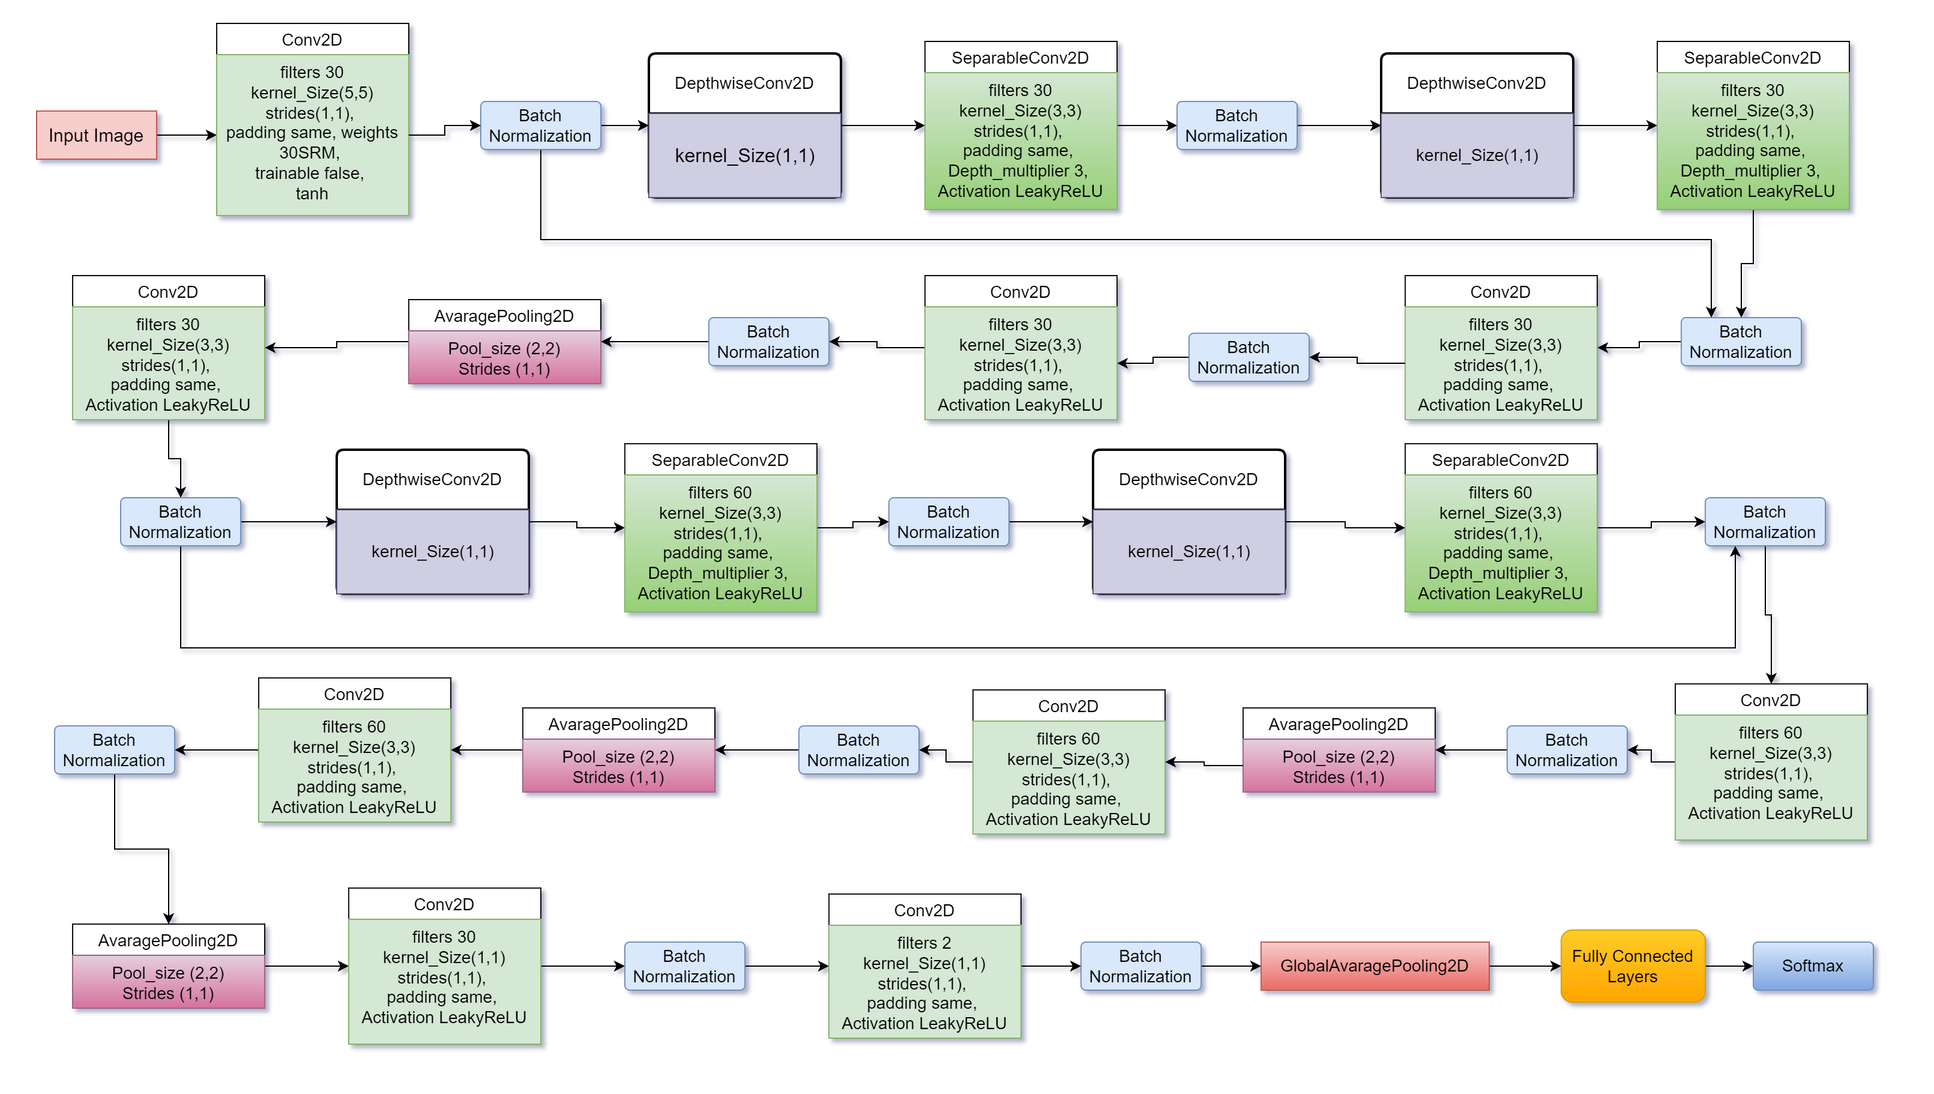 Input Image
Conv2D
filters 30
kernel_Size(5,5)
strides(1,1),
padding same, weights
30SRM,
trainable false,
tanh
Batch
Normalization
DepthwiseConv2D
kernel_Size(1,1)
SeparableConv2D
filters 30
kernel_Size(3,3)
strides(1,1),
padding same,
Depth_multiplier 3,
Activation LeakyReLU
Batch
Normalization
DepthwiseConv2D
kernel_Size(1,1)
SeparableConv2D
filters 30
kernel_Size(3,3)
strides(1,1),
padding same,
Depth_multiplier 3,
Activation LeakyReLU
Batch
Normalization
Conv2D
filters 30
kernel_Size(3,3)
strides(1,1),
padding same,
Activation LeakyReLU
Batch
Normalization
Conv2D
filters 30
kernel_Size(3,3)
strides(1,1),
padding same,
Activation LeakyReLU
Batch
Normalization
AvaragePooling2D
Pool_size (2,2)
Strides (1,1)
Conv2D
filters 30
kernel_Size(3,3)
strides(1,1),
padding same,
Activation LeakyReLU
Batch
Normalization
DepthwiseConv2D
kernel_Size(1,1)
SeparableConv2D
filters 60
kernel_Size(3,3)
strides(1,1),
padding same,
Depth_multiplier 3,
Activation LeakyReLU
Batch
Normalization
DepthwiseConv2D
kernel_Size(1,1)
SeparableConv2D
filters 60
kernel_Size(3,3)
strides(1,1),
padding same,
Depth_multiplier 3,
Activation LeakyReLU
Batch
Normalization
Conv2D
filters 60
kernel_Size(3,3)
strides(1,1),
padding same,
Activation LeakyReLU
Batch
Normalization
AvaragePooling2D
Pool_size (2,2)
Strides (1,1)
Conv2D
filters 60
kernel_Size(3,3)
strides(1,1),
padding same,
Activation LeakyReLU
Batch
Normalization
AvaragePooling2D
Pool_size (2,2)
Strides (1,1)
Conv2D
filters 60
kernel_Size(3,3)
strides(1,1),
padding same,
Activation LeakyReLU
Batch
Normalization
AvaragePooling2D
Pool_size (2,2)
Strides (1,1)
Conv2D
filters 30
kernel_Size(1,1)
strides(1,1),
padding same,
Activation LeakyReLU
Batch
Normalization
Conv2D
filters 2
kernel_Size(1,1)
strides(1,1),
padding same,
Activation LeakyReLU
Batch
Normalization
GlobalAvaragePooling2D
Fully Connected
Layers
Softmax